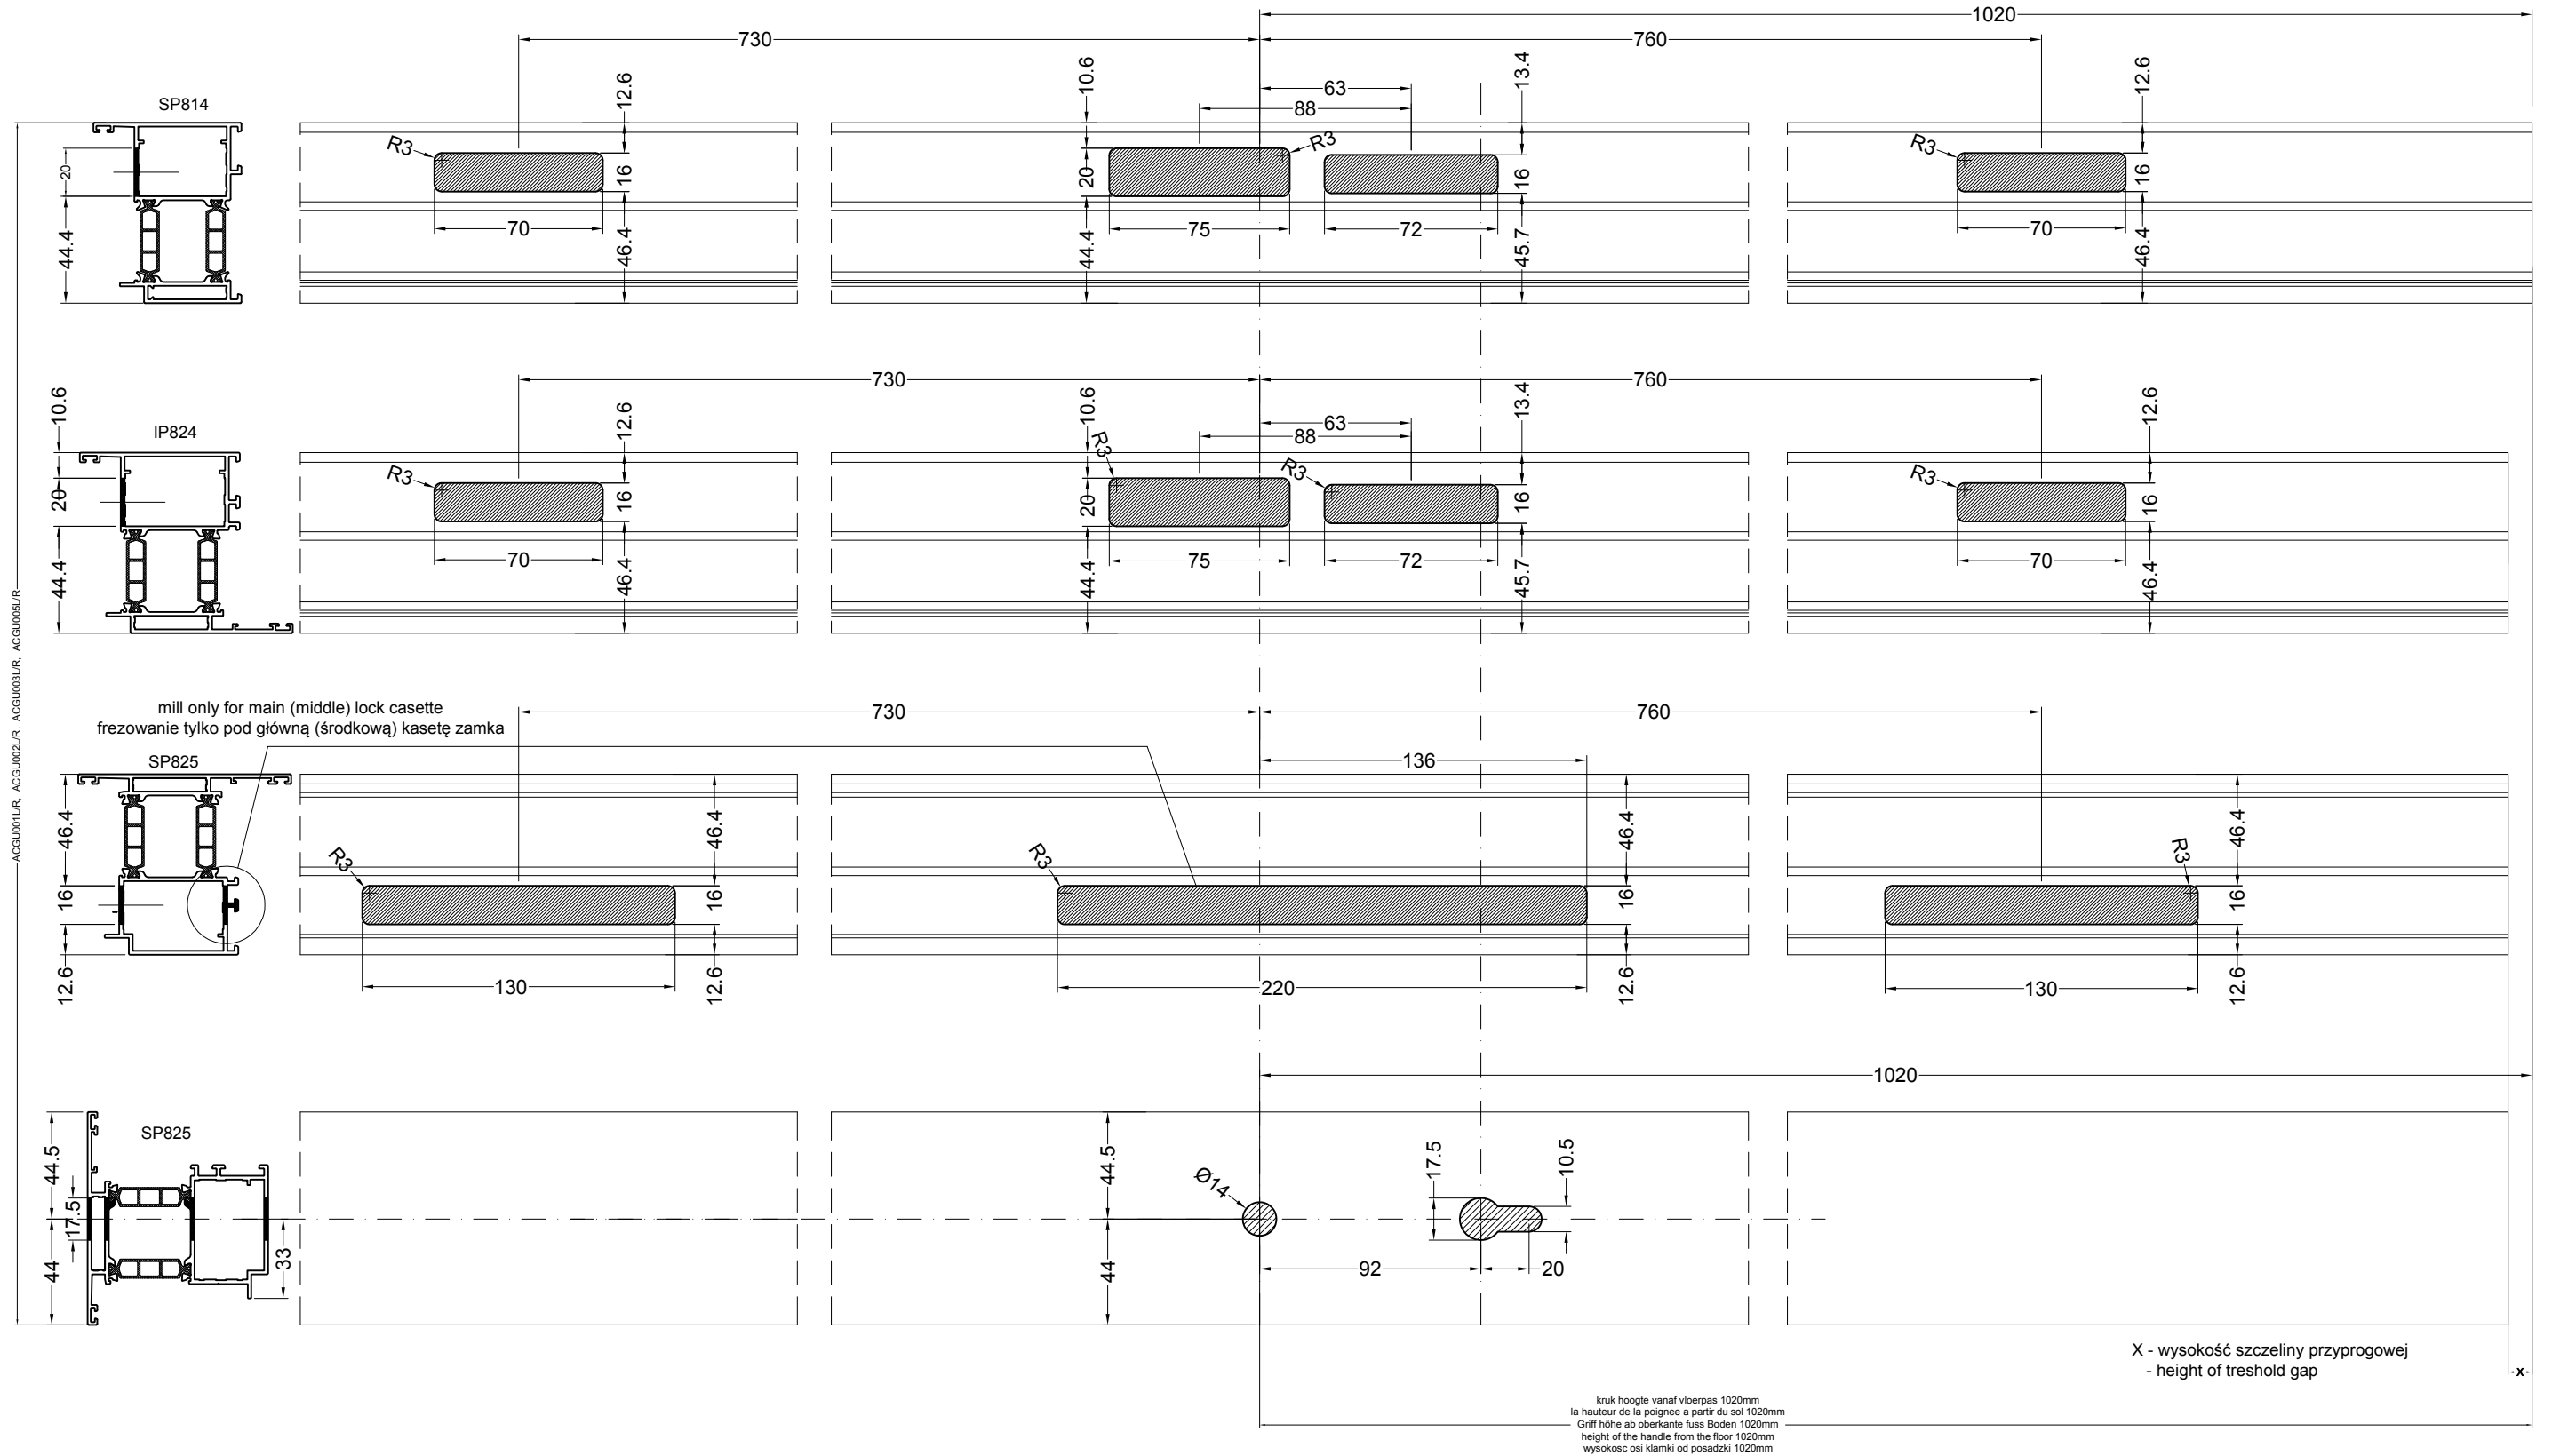 1020
730
760
10.6
12.6
13.4
12.6
63
88
SP814
R3
R3
R3
20
16
20
16
16
70
75
72
70
44.4
46.4
44.4
45.7
46.4
730
760
10.6
12.6
10.6
13.4
12.6
63
88
IP824
R3
R3
R3
R3
20
16
20
16
16
70
75
72
70
44.4
46.4
44.4
45.7
46.4
ACGU001L/R, ACGU002L/R, ACGU003L/R, ACGU005L/R
mill only for main (middle) lock casette
frezowanie tylko pod główną (środkową) kasetę zamka
730
760
SP825
136
46.4
46.4
46.4
46.4
R3
R3
R3
16
16
16
16
12.6
130
12.6
220
12.6
130
12.6
1020
SP825
44.5
44.5
17.5
10.5
Ø14
17.5
33
44
44
92
20
X - wysokość szczeliny przyprogowej
- height of treshold gap
x
kruk hoogte vanaf vloerpas 1020mm
la hauteur de la poignee a partir du sol 1020mm
Griff höhe ab oberkante fuss Boden 1020mm
height of the handle from the floor 1020mm
wysokosc osi klamki od posadzki 1020mm